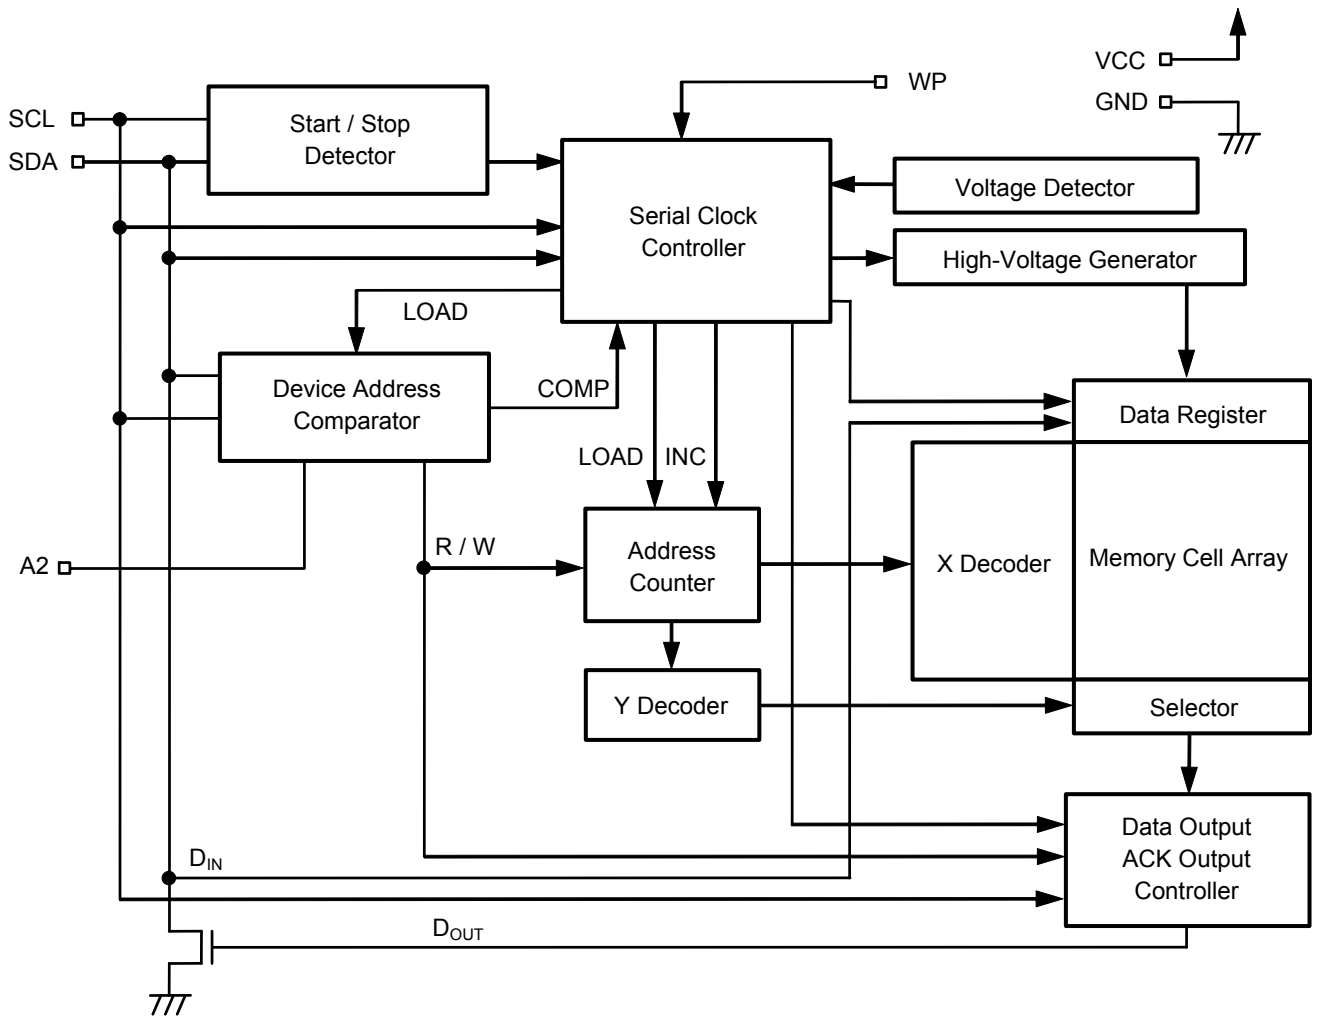 VCC
WP
GND
SCL
SDA
Start / Stop
Detector
Voltage Detector
Serial Clock
Controller
High-Voltage Generator
LOAD
Device Address
Comparator
COMP
Data Register
LOAD
INC
R / W
A2
Address
Counter
X Decoder
Memory Cell Array
Y Decoder
Selector
Data Output
ACK Output
Controller
DIN
DOUT